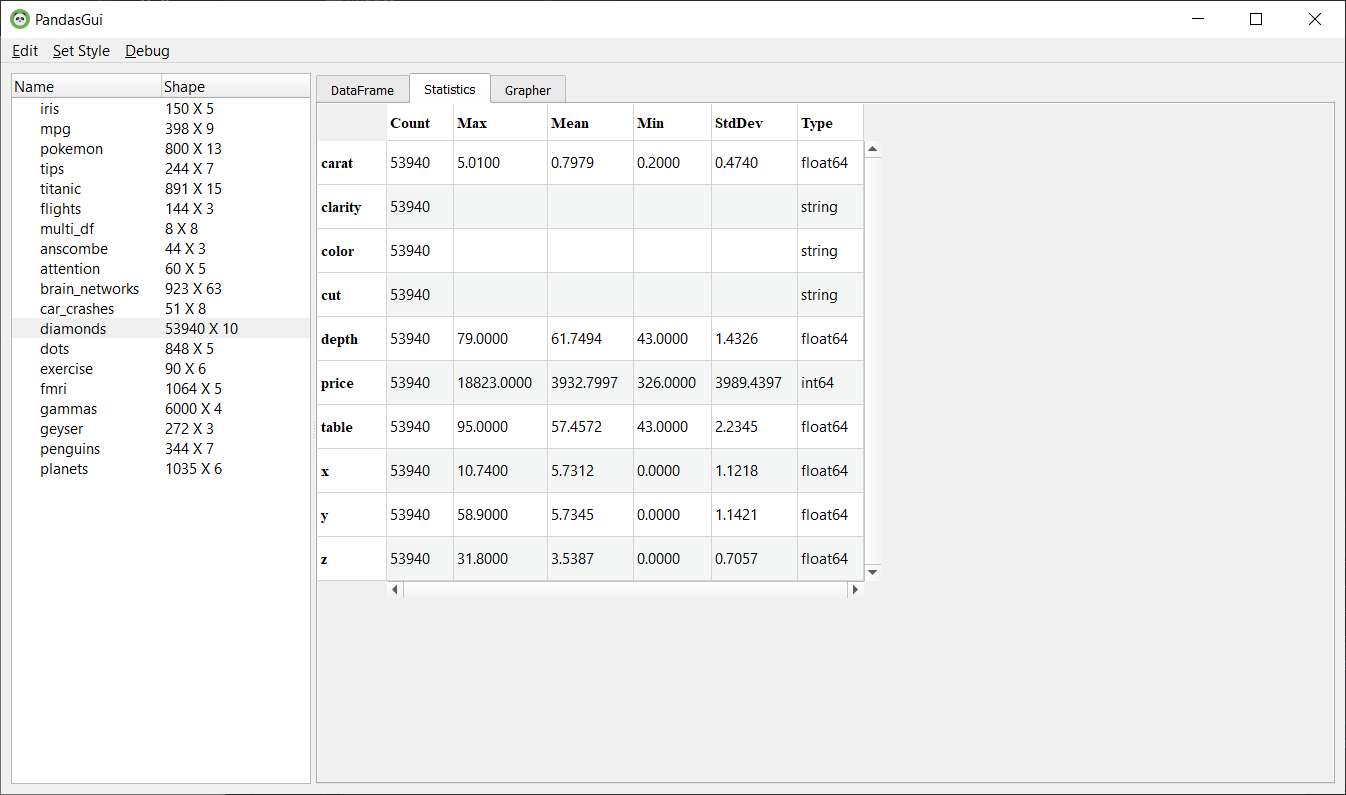 PandasGui
Edit Set Style Debug
Name Shape
iris 150 X 5
mpg 398 X 9
pokemon 800 X 13
tips 244 X 7
titanic 891 X 15
flights 144 X 3
multi_df 8 X 8
anscombe 44 X 3
attention 60 X 5
brain_networks 923 X 63
car_crashes 51 X 8
diamonds 53940 X 10
dots 848 X 5
exercise 90 X 6
fmri 1064 X 5
gammas 6000 X 4
geyser 272 X 3
penguins 344 X 7
planets 1035 X 6
DataFrame Statistics Grapher
Count Max Mean Min StdDev Type
carat 53940 5.0100 0.7979 0.2000 0.4740 float64
clarity 53940 string
color 53940 string
cut 53940 string
depth 53940 79.0000 61.7494 43.0000 1.4326 float64
price 53940 18823.0000 3932.7997 326.0000 3989.4397 int64
table 53940 95.0000 57.4572 43.0000 2.2345 float64
x 53940 10.7400 5.7312 0.0000 1.1218 float64
y 53940 58.9000 5.7345 0.0000 1.1421 float64
z 53940 31.8000 3.5387 0.0000 0.7057 float64